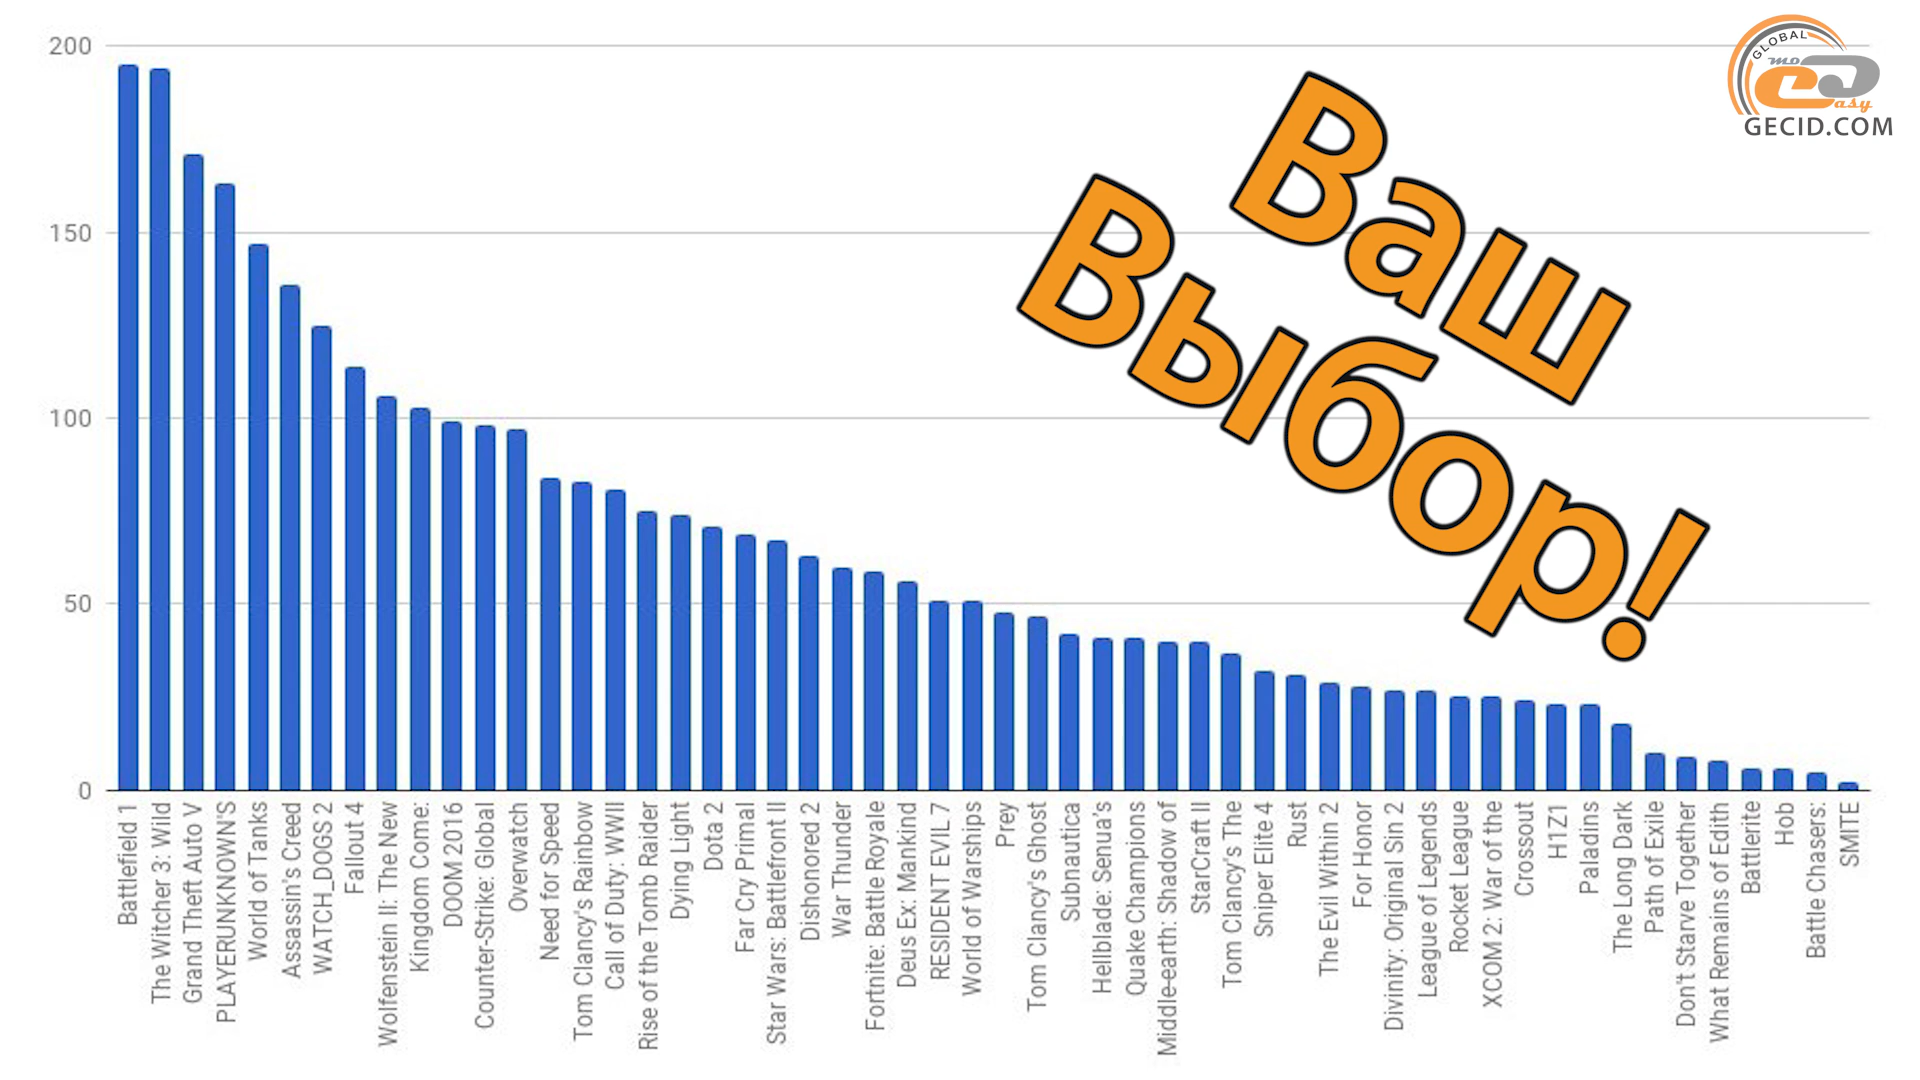 200
150
100
50
0
Ваш
Выбор!
GLOBAL
mo
easy
GECID.COM
Battlefield 1
The Witcher 3: Wild
Grand Theft Auto V
PLAYERUNKNOWN'S
World of Tanks
Assassin's Creed
WATCH_DOGS 2
Fallout 4
Wolfenstein II: The New
Kingdom Come:
DOOM 2016
Counter-Strike: Global
Overwatch
Need for Speed
Tom Clancy's Rainbow
Call of Duty: WWII
Rise of the Tomb Raider
Dying Light
Dota 2
Far Cry Primal
Star Wars: Battlefront II
Dishonored 2
War Thunder
Fortnite: Battle Royale
Deus Ex: Mankind
RESIDENT EVIL 7
World of Warships
Prey
Tom Clancy's Ghost
Subnautica
Hellblade: Senua's
Quake Champions
Middle-earth: Shadow of
StarCraft II
Tom Clancy's The
Sniper Elite 4
Rust
The Evil Within 2
For Honor
Divinity: Original Sin 2
League of Legends
Rocket League
XCOM 2: War of the
Crossout
H1Z1
Paladins
The Long Dark
Path of Exile
Don't Starve Together
What Remains of Edith
Battlerite
Hob
Battle Chasers:
SMITE